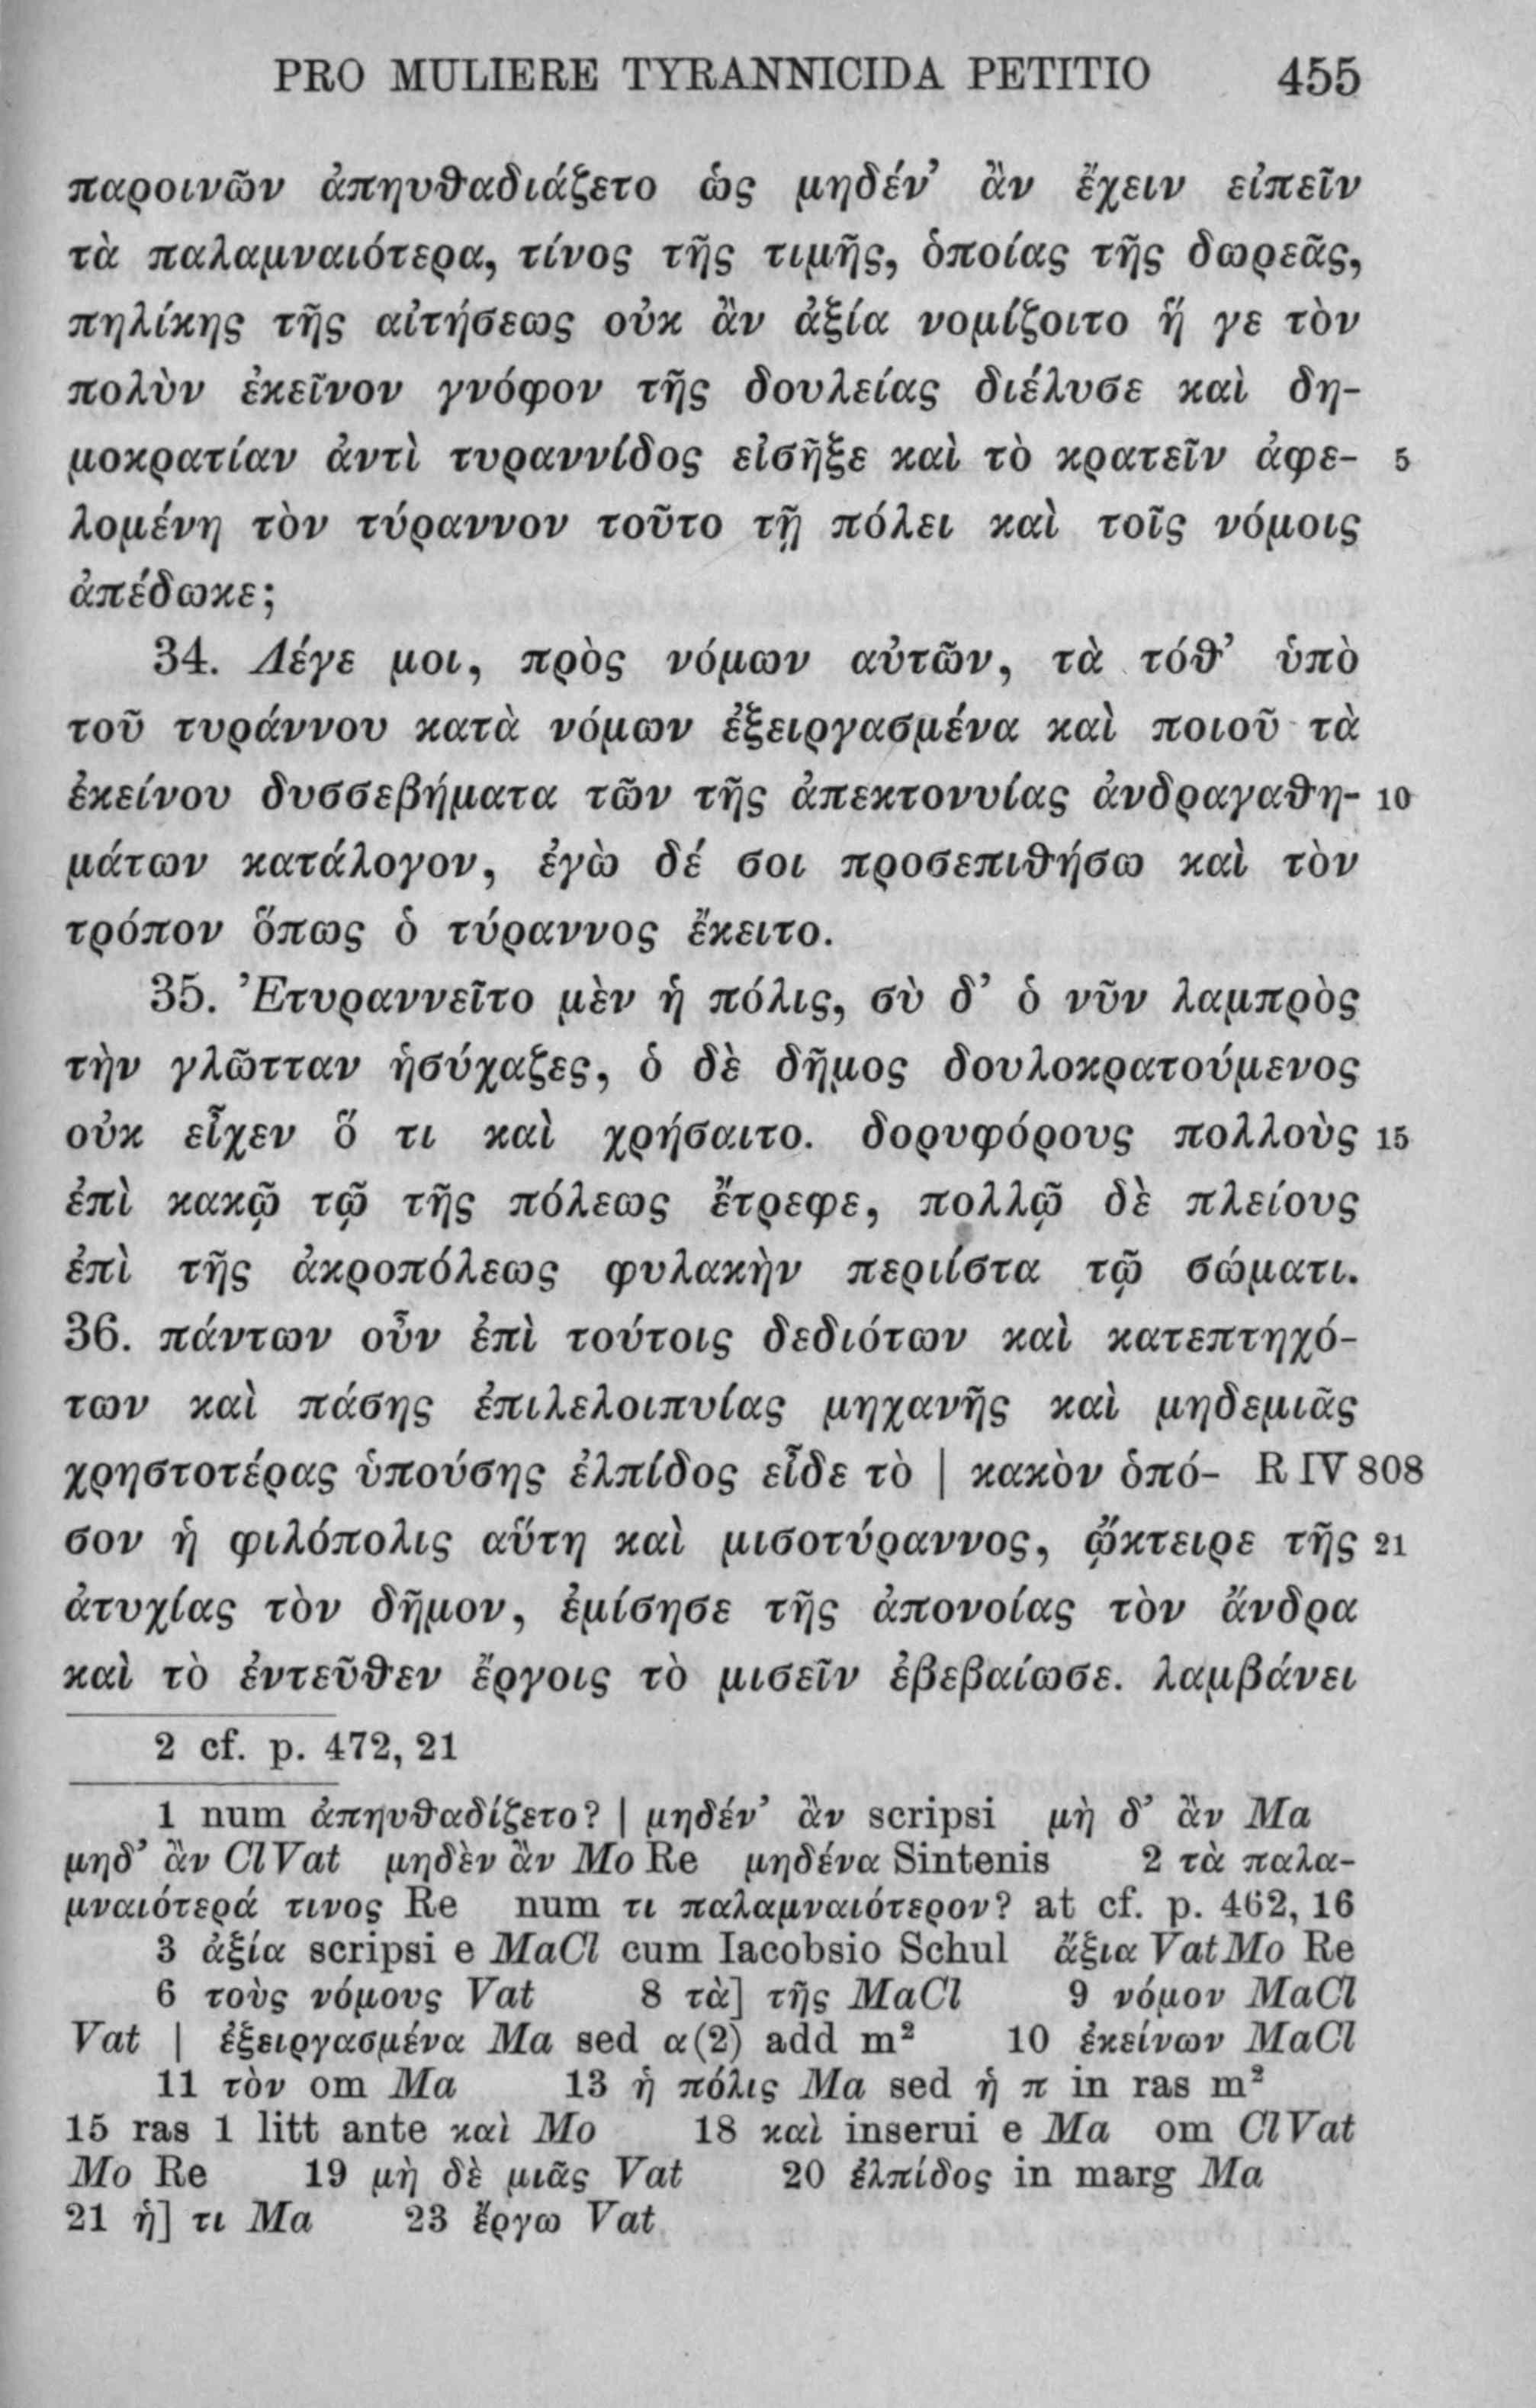 PRO MULIERE TYRANNICIDA PETITIO 455
παροινῶν ἀπηυθαδιάζετο ὡς μηδέν’ ἂν ἔχειν εἰπεῖν
τὰ παλαμναιότερα, τίνος τῆς τιμῆς, ὁποίας τῆς δωρεᾶς,
πηλίκης τῆς αἰτήσεως οὐκ ἂν ἀξία νομίζοιτο ἥ γε τὸν
πολὺν ἐκεῖνον γνόφον τῆς δουλείας διέλυσε καὶ δη-
μοκρατίαν ἀντὶ τυραννίδος εἰσῆξε καὶ τὸ κρατεῖν ἀφε- 5
λομένη τὸν τύραννον τοῦτο τῇ πόλει καὶ τοῖς νόμοις
ἀπέδωκε;
34. Λέγε μοι, πρὸς νόμων αὐτῶν, τὰ τόθ’ ὑπὸ
τοῦ τυράννου κατὰ νόμων ἐξειργασμένα καὶ ποιοῦ τὰ
ἐκείνου δυσσεβήματα τῶν τῆς ἀπεκτονυίας ἀνδραγαθη- 10
μάτων κατάλογον, ἐγὼ δέ σοι προσεπιθήσω καὶ τὸν
τρόπον ὅπως ὁ τύραννος ἔκειτο.
35. Ἐτυραννεῖτο μὲν ἡ πόλις, σὺ δ’ ὁ νῦν λαμπρὸς
τὴν γλῶτταν ἡσύχαζες, ὁ δὲ δῆμος δουλοκρατούμενος
οὐκ εἶχεν ὅ τι καὶ χρήσαιτο. δορυφόρους πολλοὺς 15
ἐπὶ κακῷ τῷ τῆς πόλεως ἔτρεφε, πολλῷ δὲ πλείους
ἐπὶ τῆς ἀκροπόλεως φυλακὴν περιίστα τῷ σώματι.
36. πάντων οὖν ἐπὶ τούτοις δεδιότων καὶ κατεπτηχό-
των καὶ πάσης ἐπιλελοιπυίας μηχανῆς καὶ μηδεμιᾶς
χρηστοτέρας ὑπούσης ἐλπίδος εἶδε τὸ | κακὸν ὁπό- R IV 808
σον ἡ φιλόπολις αὕτη καὶ μισοτύραννος, ᾤκτειρε τῆς 21
ἀτυχίας τὸν δῆμον, ἐμίσησε τῆς ἀπονοίας τὸν ἄνδρα
καὶ τὸ ἐντεῦθεν ἔργοις τὸ μισεῖν ἐβεβαίωσε. λαμβάνει
2 cf. p. 472, 21
1 num ἀπηυθαδίζετο? | μηδέν’ ἂν scripsi μὴ δ’ ἂν Ma
μηδ’ ἂν Cl Vat μηδὲν ἂν Mo Re μηδένα Sintenis 2 τὰ παλα-
μναιότερά τινος Re num τι παλαμναιότερον? at cf. p. 462, 16
3 ἀξία scripsi e MaCl cum Iacobsio Schul ἄξια VatMo Re
6 τοὺς νόμους Vat 8 τὰ] τῆς MaCl 9 νόμον MaCl
Vat | ἐξειργασμένα Ma sed α(2) add m² 10 ἐκείνων MaCl
11 τὸν om Ma 13 ἡ πόλις Ma sed ἡ π in ras m²
15 ras 1 litt ante καὶ Mo 18 καὶ inserui e Ma om ClVat
Mo Re 19 μὴ δὲ μιᾶς Vat 20 ἐλπίδος in marg Ma
21 ἡ] τι Ma 23 ἔργω Vat